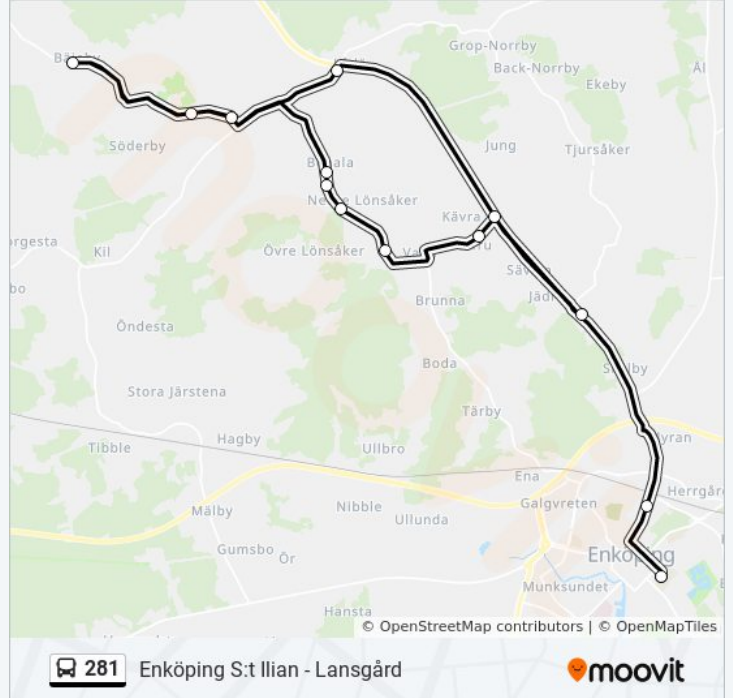 Grop-Norrby
Back-Norrby
Ekeby
Söderby
Jung
Tjursåker
Lönsåker
Kävra
Kil
Övre Lönsåker
Brunna
Öndesta
Boda
Stora Järstena
Tärby
Hagby
Tibble
Ullbro
Ena
Nibble
Galgvreten
Mälby
Ullunda
Gumsbo
Enköping
Ör
Munksundet
Hansta
© OpenStreetMap contributors | © OpenMapTiles
281 Enköping S:t Ilian - Lansgård
moovit